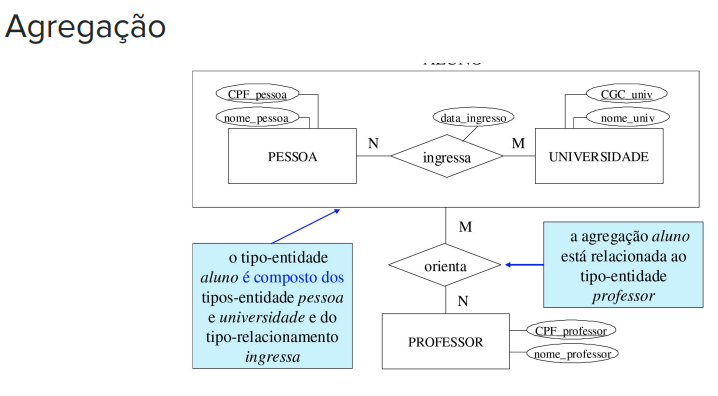 Agregação
CPF_pessoa
nome_pessoa
PESSOA
N
data_ingresso
ingressa
M
CGC_univ
nome_univ
UNIVERSIDADE
M
orienta
N
PROFESSOR
CPF_professor
nome_professor
o tipo-entidade
aluno é composto dos
tipos-entidade pessoa
e universidade e do
tipo-relacionamento
ingressa
a agregação aluno
está relacionada ao
tipo-entidade
professor